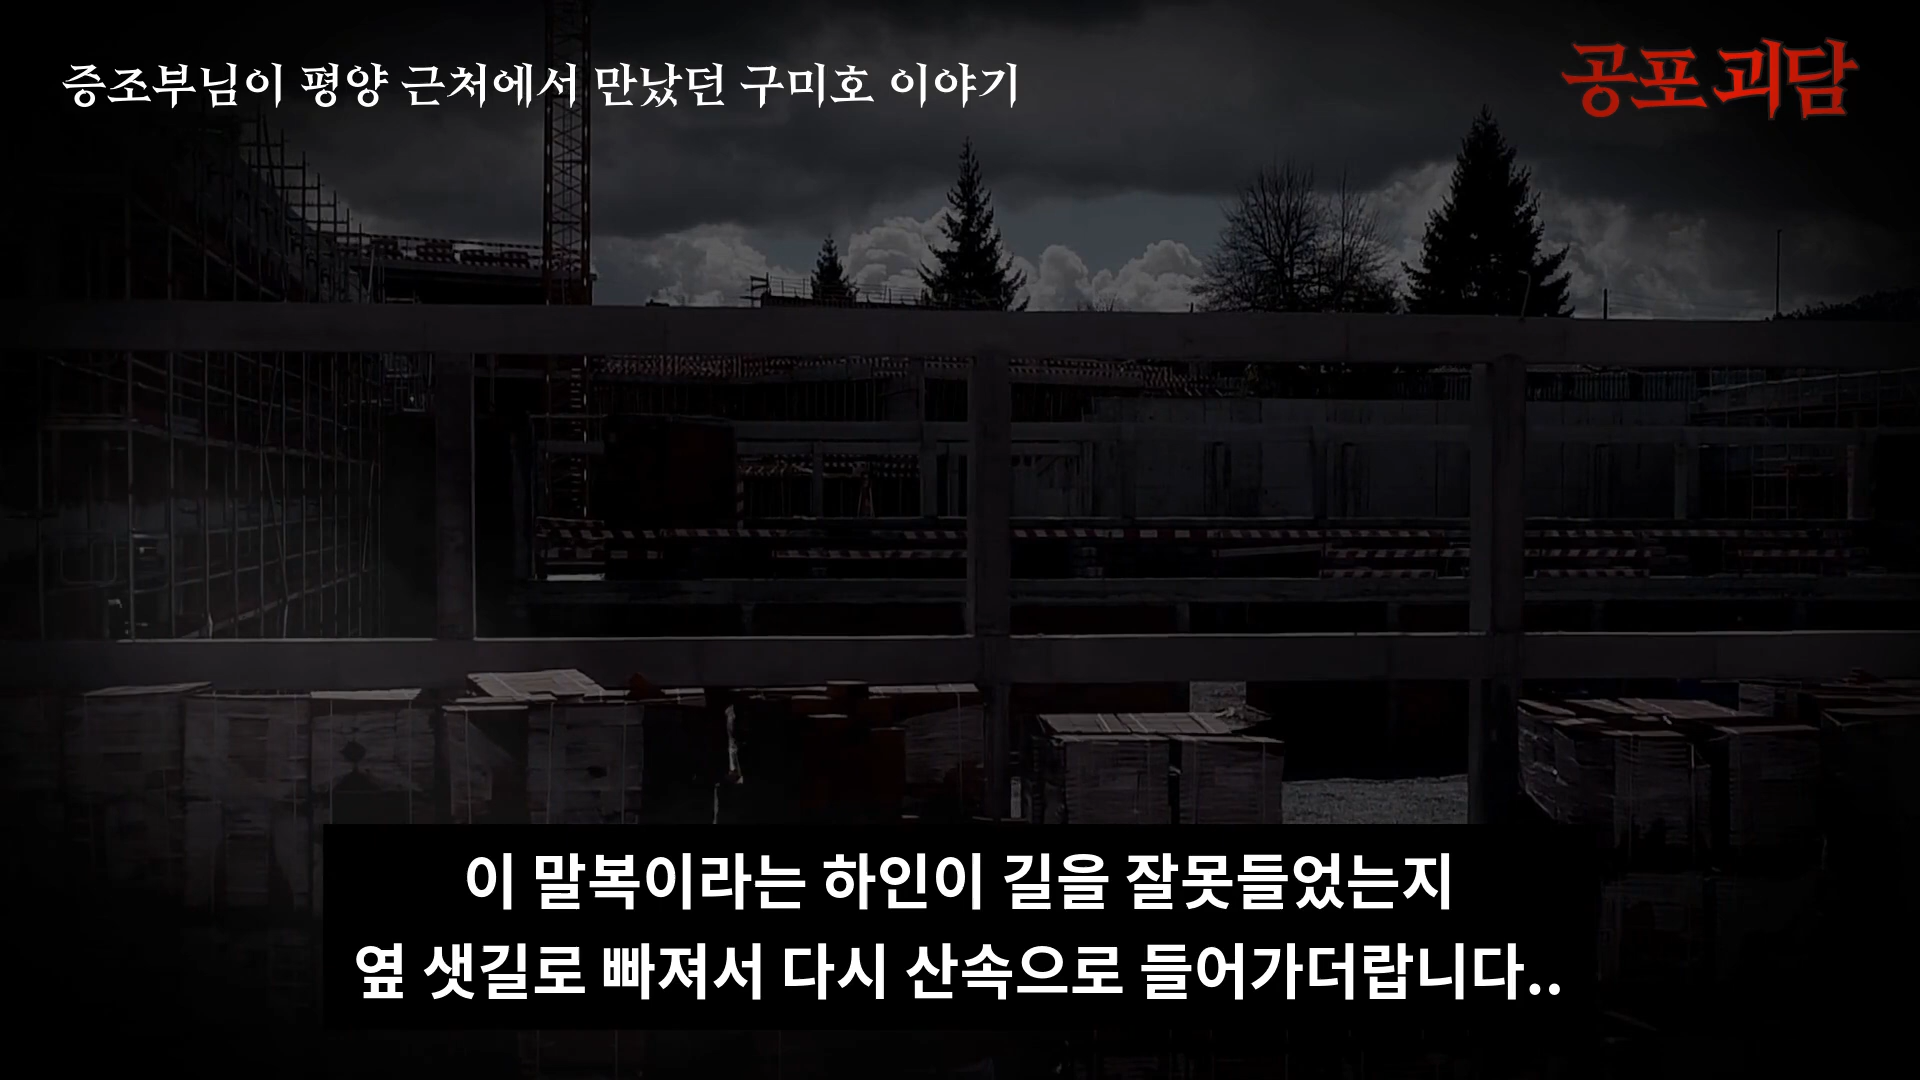 증조부님이 평양 근처에서 만났던 구미호 이야기
공포 괴담
이 말복이라는 하인이 길을 잘못들었는지
옆 샛길로 빠져서 다시 산속으로 들어가더랍니다..